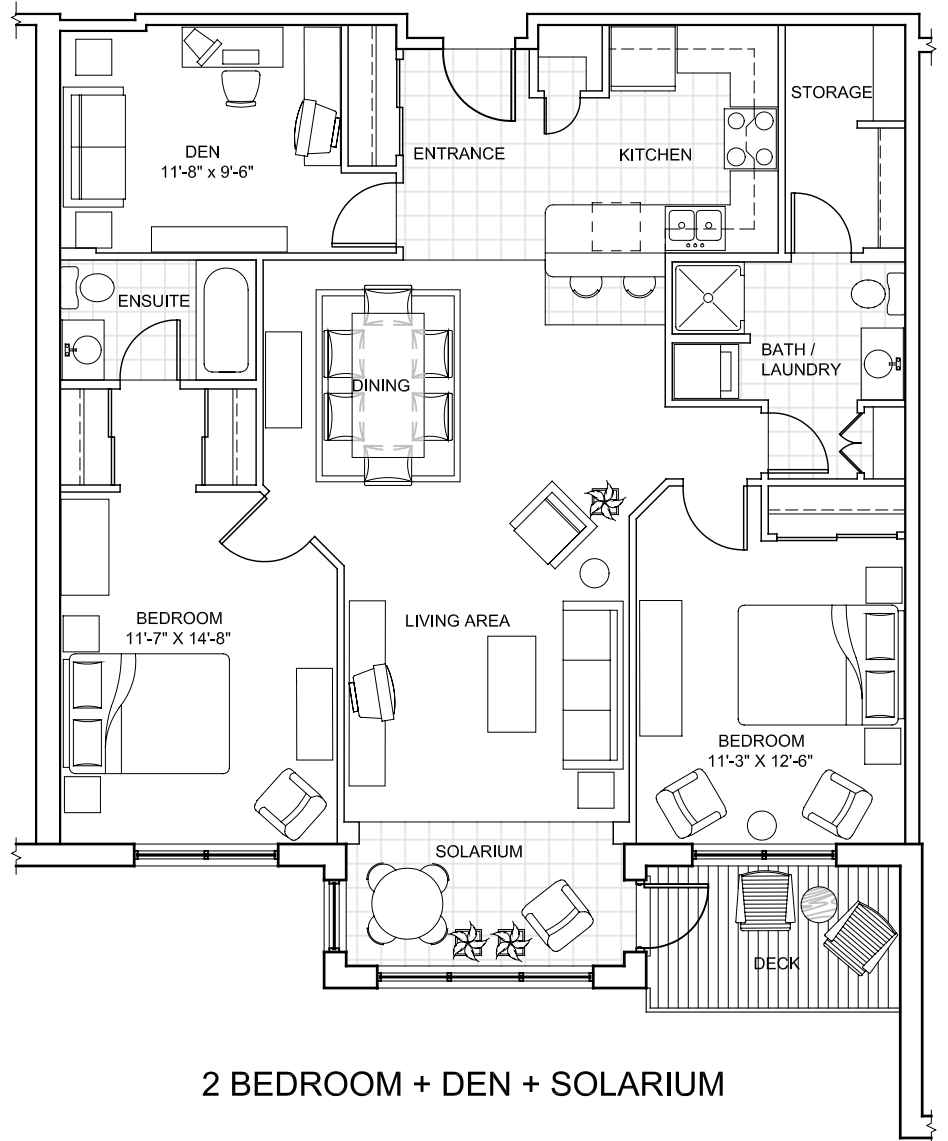 STORAGE
DEN
11'-8" x 9'-6"
ENTRANCE
KITCHEN
ENSUITE
DINING
BATH /
LAUNDRY
BEDROOM
11'-7" X 14'-8"
LIVING AREA
BEDROOM
11'-3" X 12'-6"
SOLARIUM
DECK
2 BEDROOM + DEN + SOLARIUM